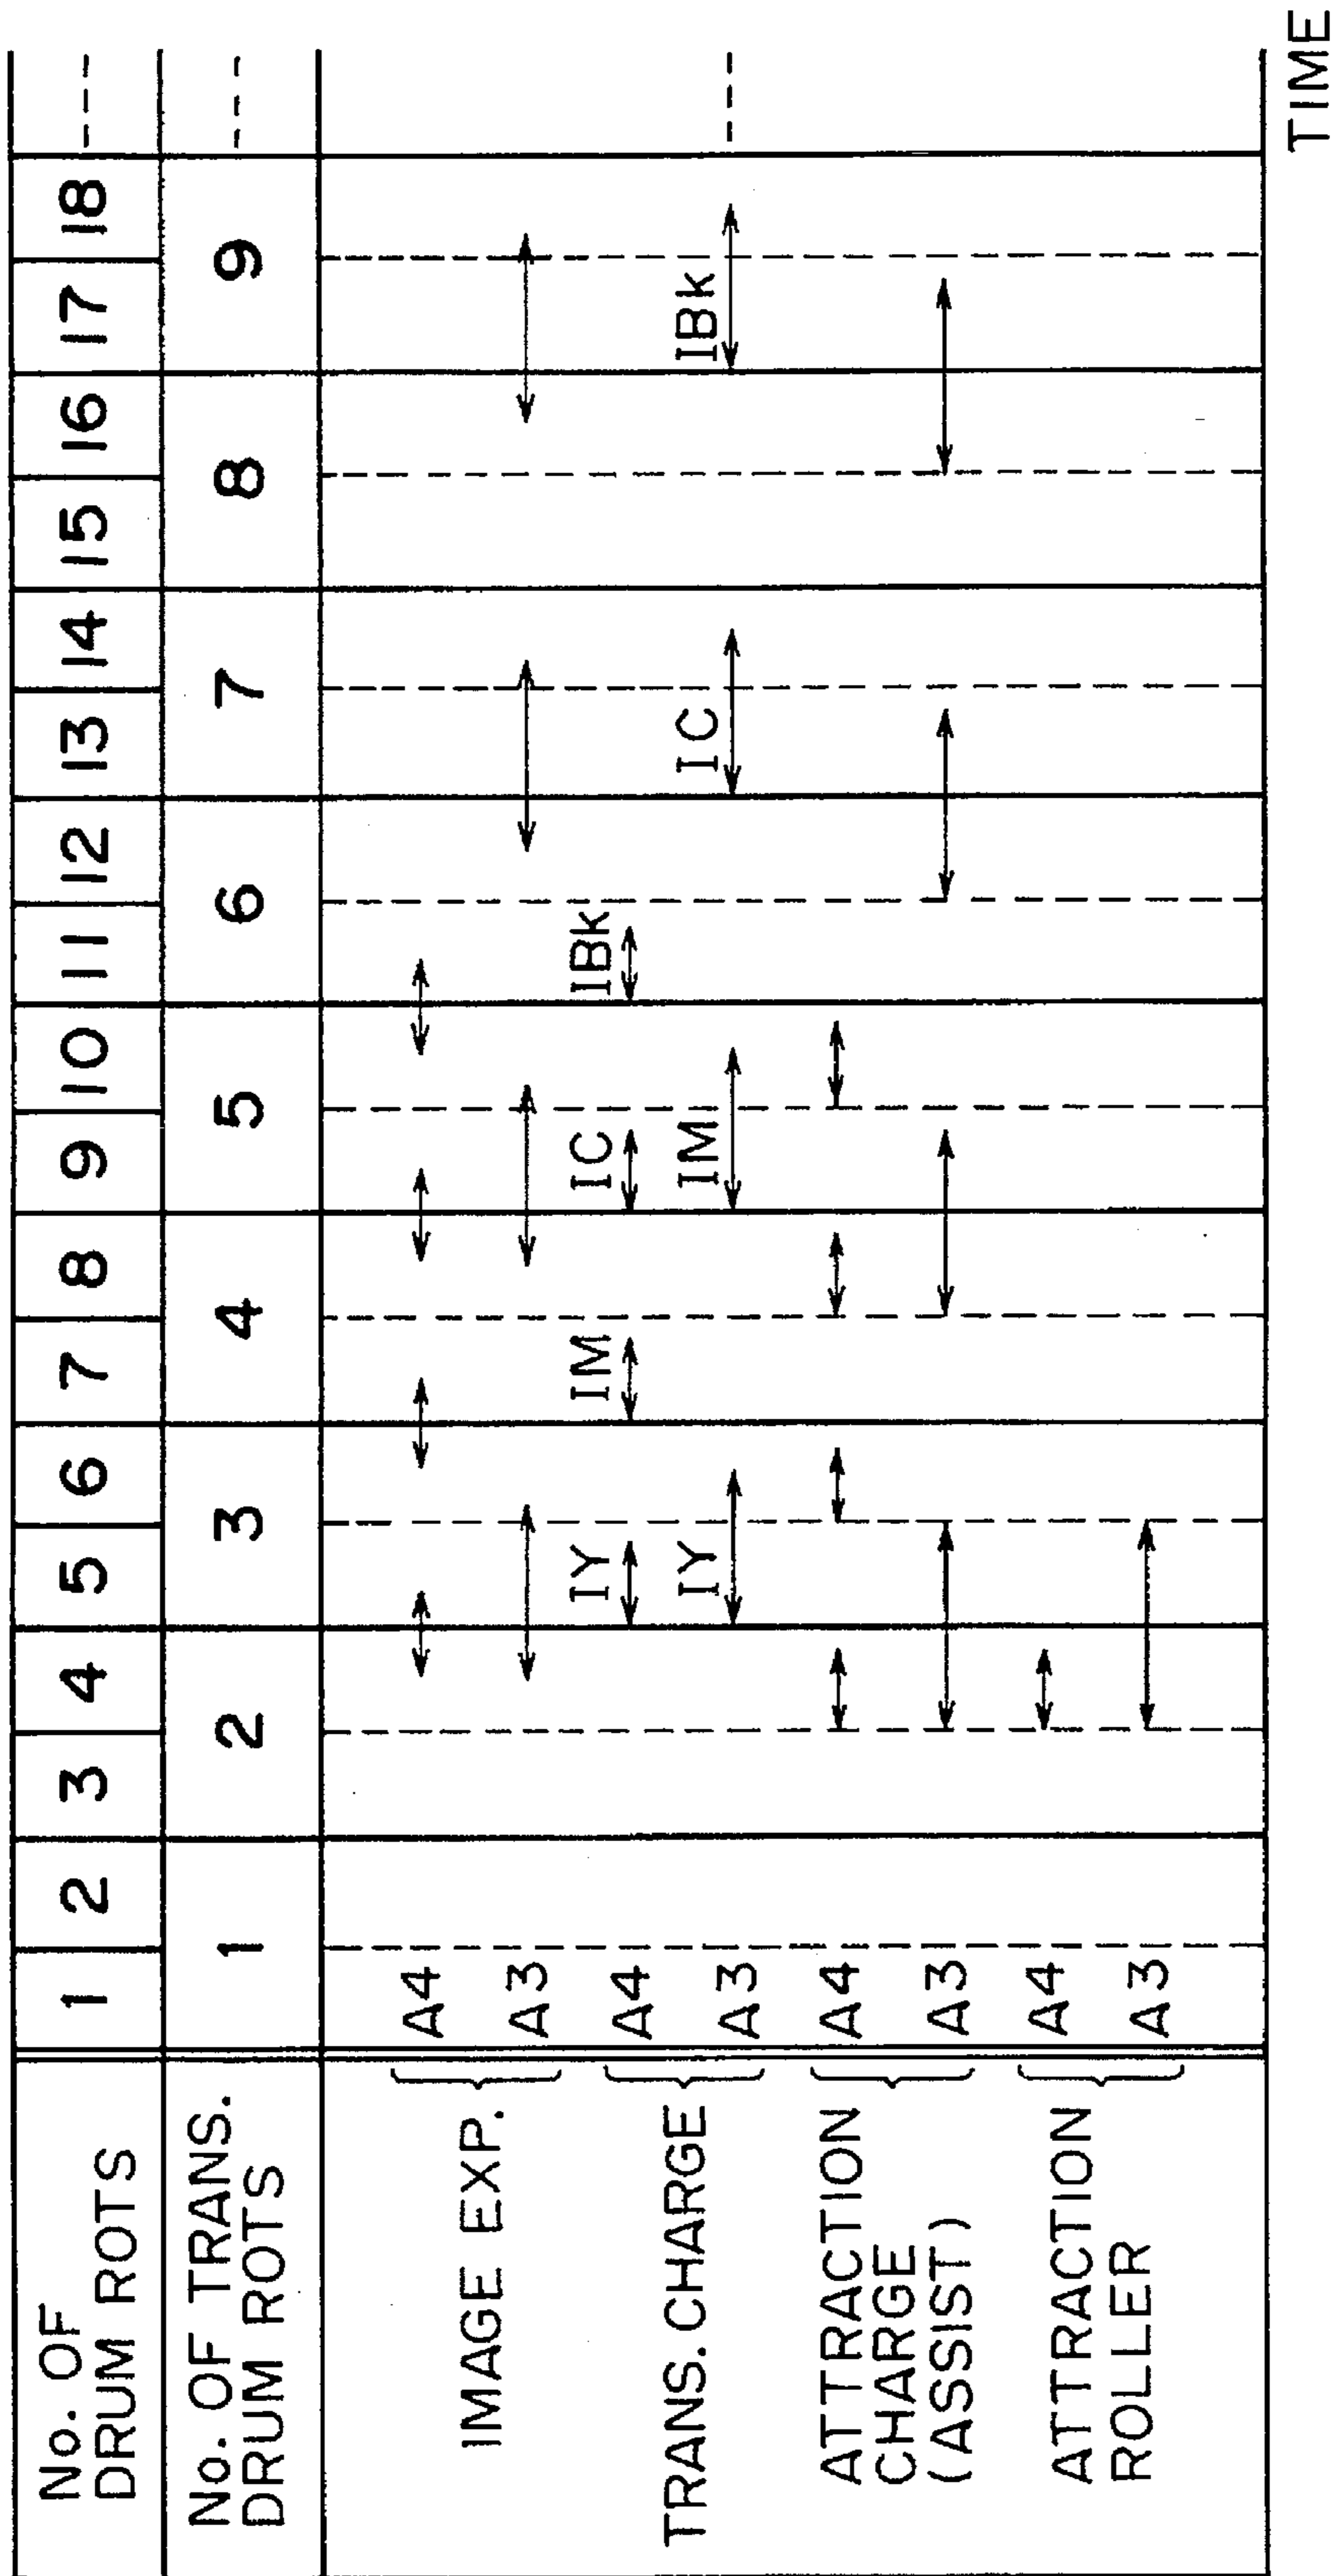 No. OF
DRUM ROTS
1 2 3 4 5 6 7 8 9 10 11 12 13 14 15 16 17 18 ---
No. OF TRANS.
DRUM ROTS
1 2 3 4 5 6 7 8 9 ---
IMAGE EXP.
A4
A3
TRANS. CHARGE
A4 IY IM IC IBk
A3 IY IM IC IBk ---
ATTRACTION
CHARGE
(ASSIST)
A4
A3
ATTRACTION
ROLLER
A4
A3
TIME